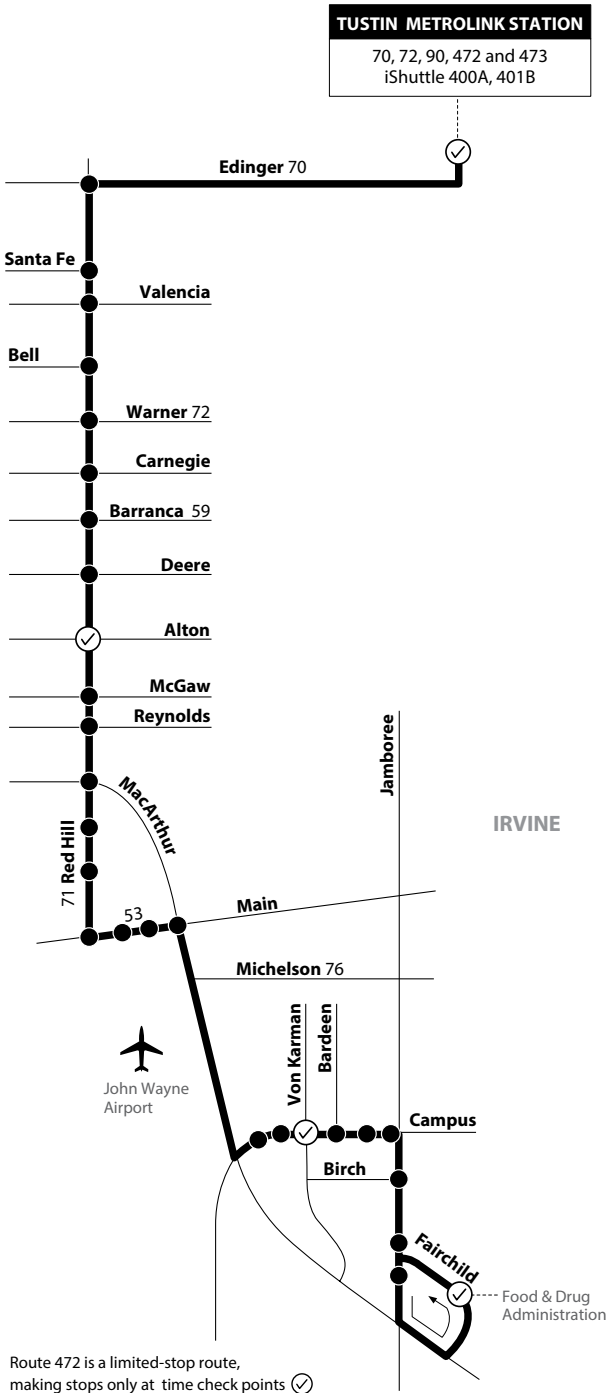 TUSTIN METROLINK STATION
70, 72, 90, 472 and 473
iShuttle 400A, 401B
Edinger 70
Santa Fe
Valencia
Bell
Warner 72
Carnegie
Barranca 59
Deere
Alton
McGaw
Reynolds
Jamboree
MacArthur
IRVINE
71 Red Hill
53
Main
Michelson 76
Von Karman
Bardeen
John Wayne
Airport
Campus
Birch
Fairchild
Food & Drug
Administration
Route 472 is a limited-stop route,
making stops only at time check points